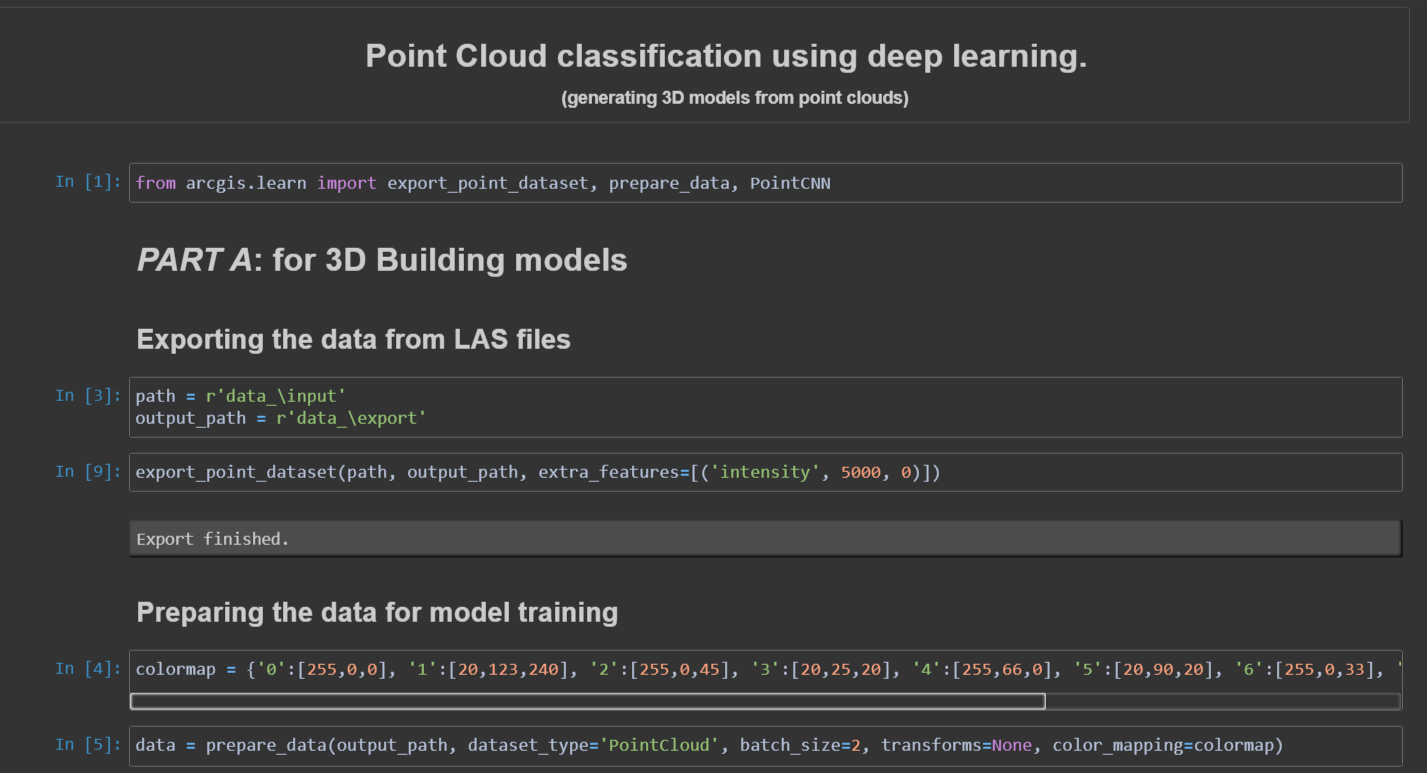 Point Cloud classification using deep learning.
(generating 3D models from point clouds)
In [1]: from arcgis.learn import export_point_dataset, prepare_data, PointCNN
PART A: for 3D Building models
Exporting the data from LAS files
In [3]: path = r'data_\input'
output_path = r'data_\export'
In [9]: export_point_dataset(path, output_path, extra_features=[('intensity', 5000, 0)])
Export finished.
Preparing the data for model training
In [4]: colormap = {'0':[255,0,0], '1':[20,123,240], '2':[255,0,45], '3':[20,25,20], '4':[255,66,0], '5':[20,90,20], '6':[255,0,33], '
In [5]: data = prepare_data(output_path, dataset_type='PointCloud', batch_size=2, transforms=None, color_mapping=colormap)